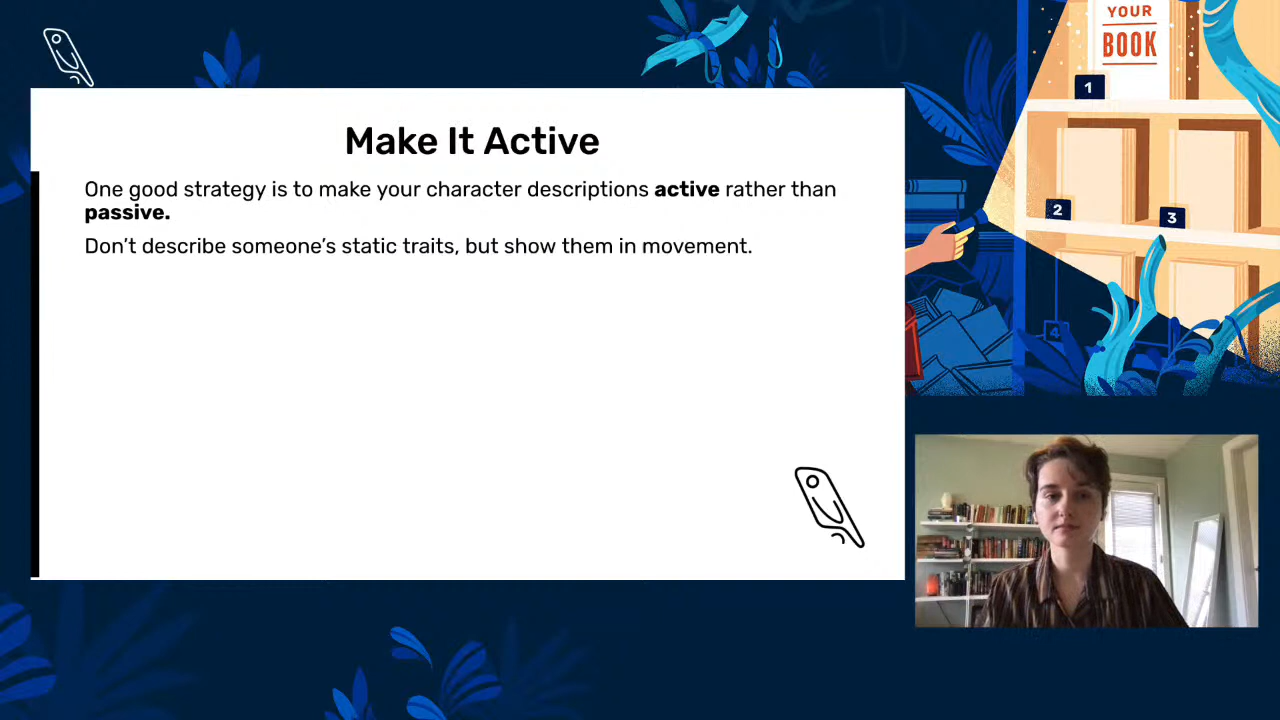 YOUR
BOOK
1
Make It Active
One good strategy is to make your character descriptions active rather than
passive.
Don’t describe someone’s static traits, but show them in movement.
2
3
4